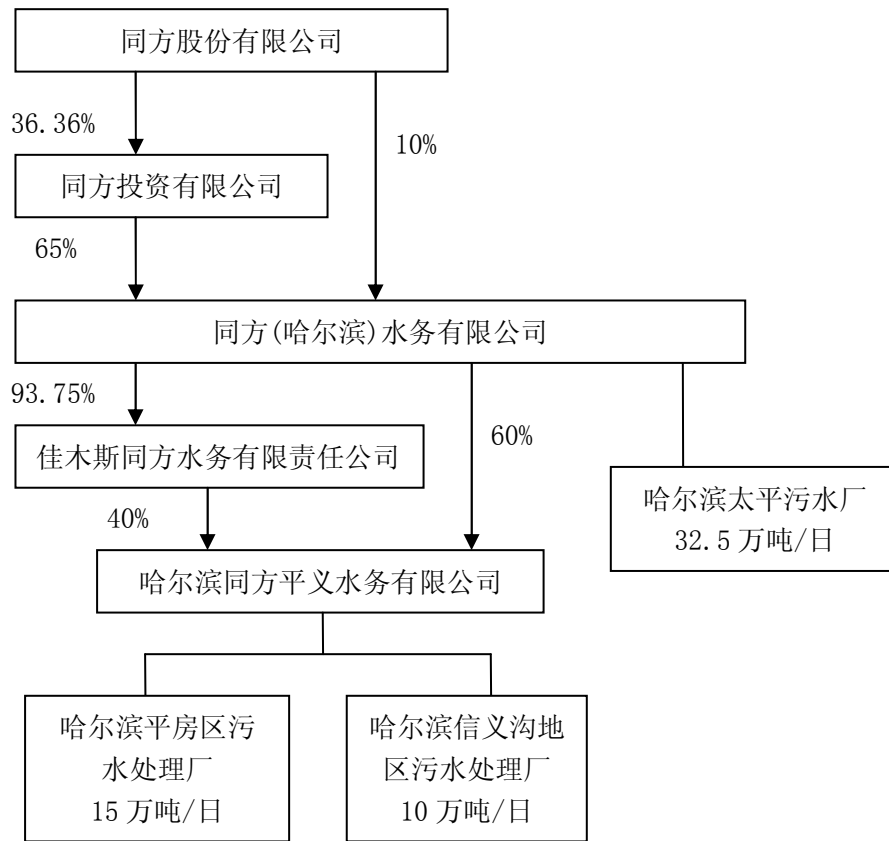 同方股份有限公司
36.36%
10%
同方投资有限公司
65%
同方(哈尔滨)水务有限公司
93.75%
60%
佳木斯同方水务有限责任公司
哈尔滨太平污水厂
32.5 万吨/日
40%
哈尔滨同方平义水务有限公司
哈尔滨平房区污
水处理厂
15 万吨/日
哈尔滨信义沟地
区污水处理厂
10 万吨/日